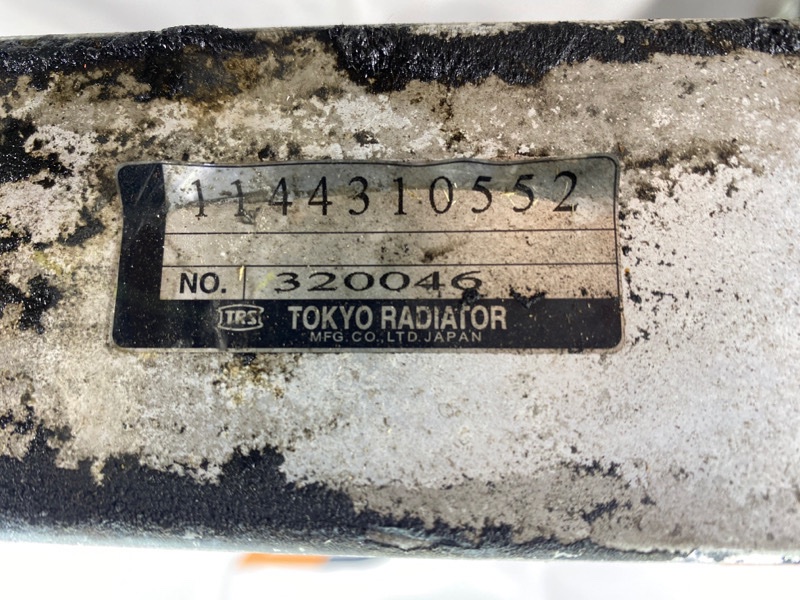 1144310552
NO. 320046
TRS TOKYO RADIATOR
MFG.CO.,LTD.JAPAN